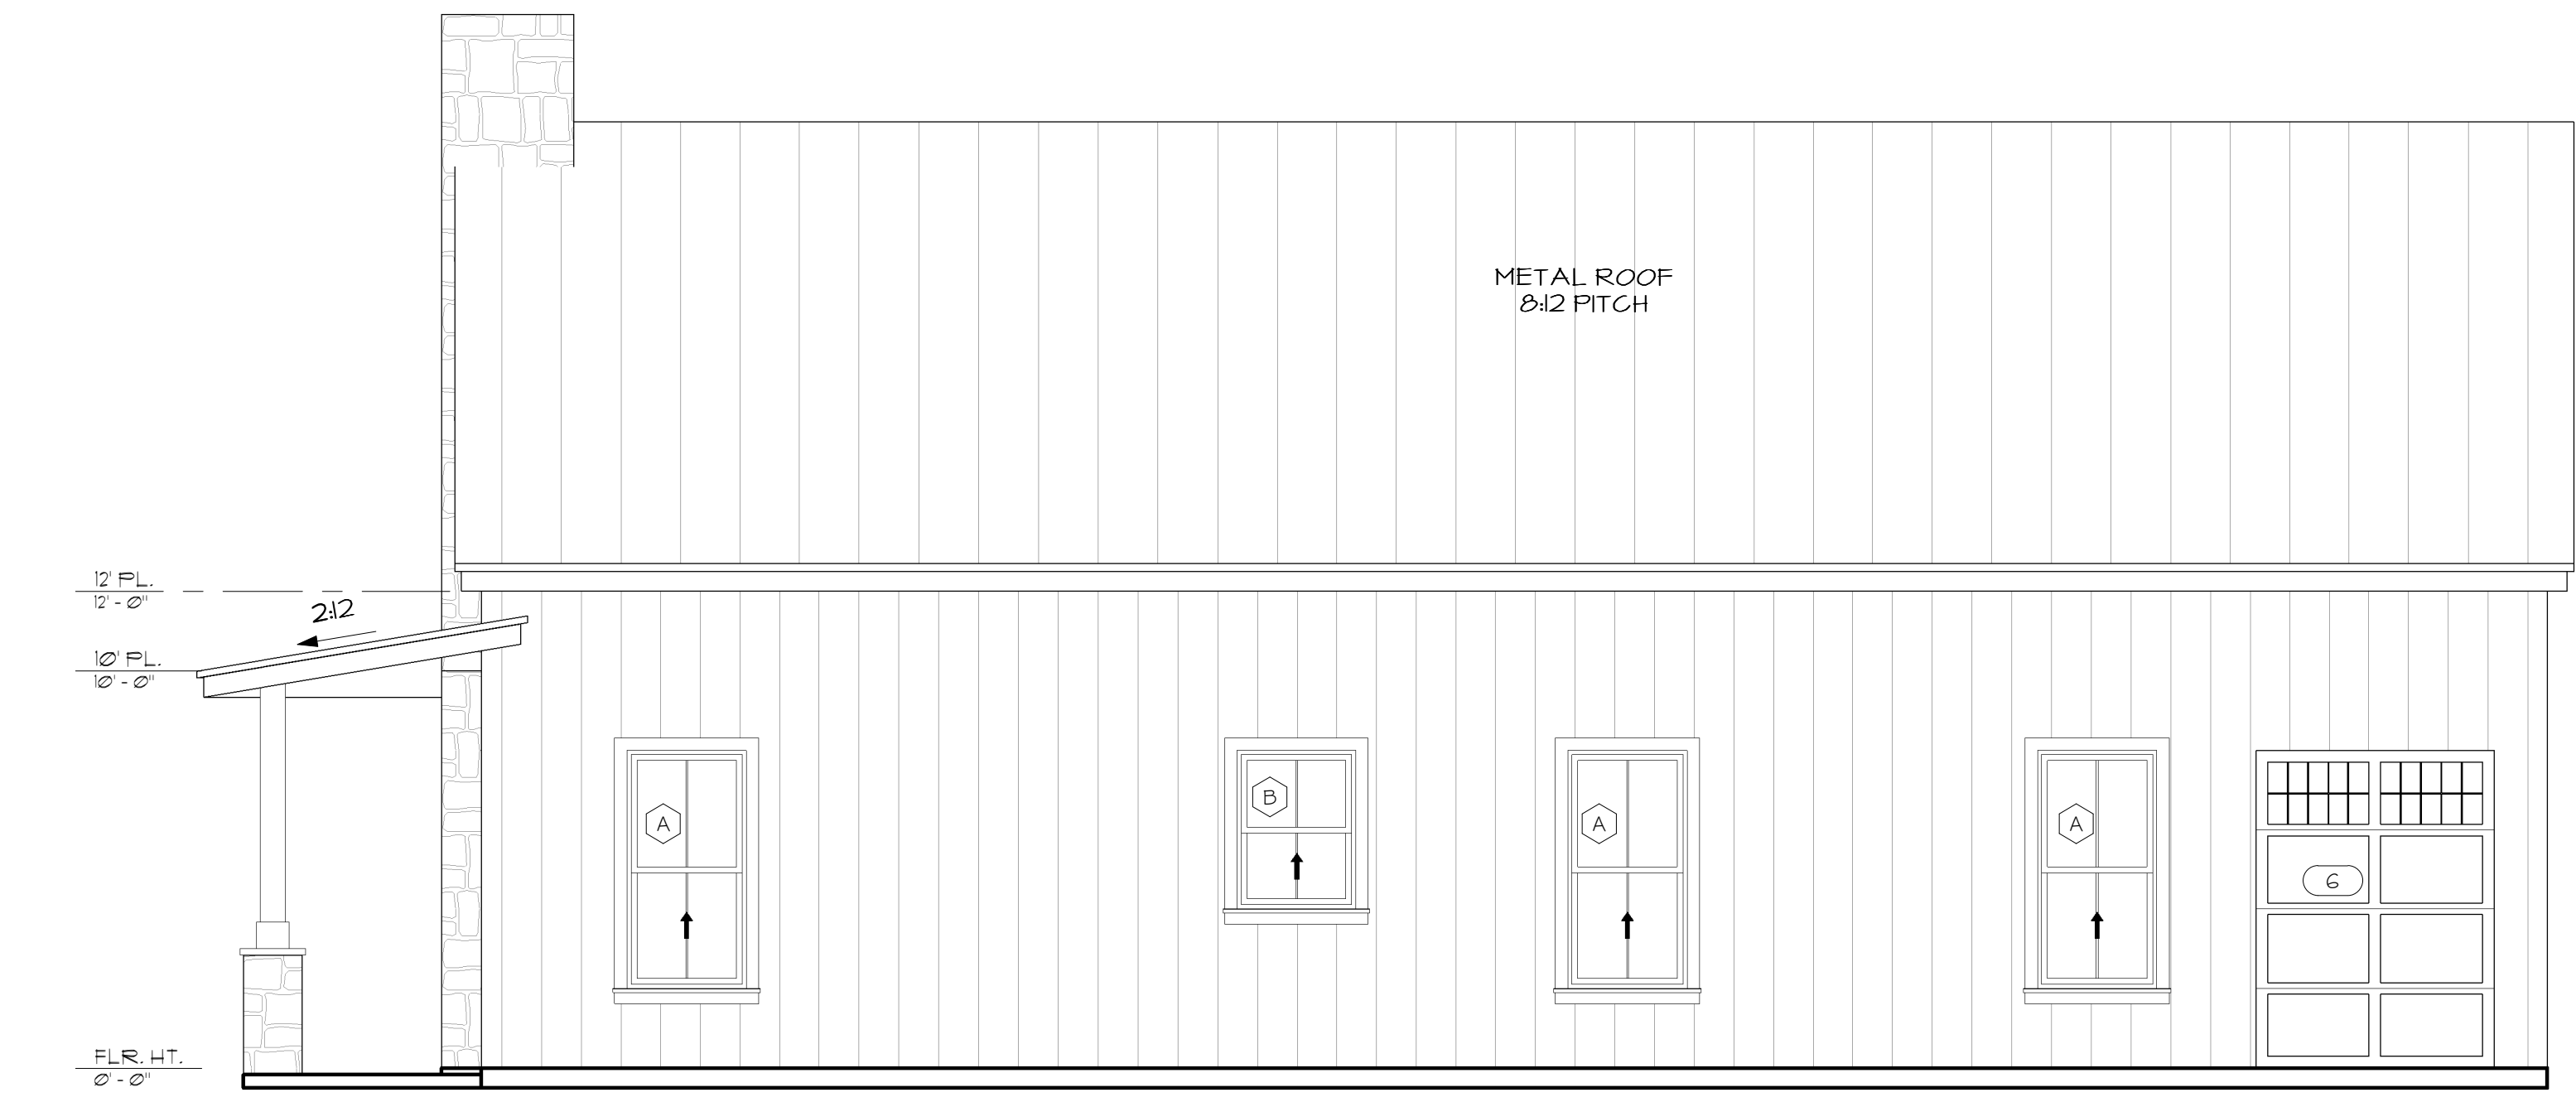 METAL ROOF
8:12 PITCH
12' PL.
12' - 0"
2:12
10' PL.
10' - 0"
B
A
A
A
6
FLR. HT.
0' - 0"